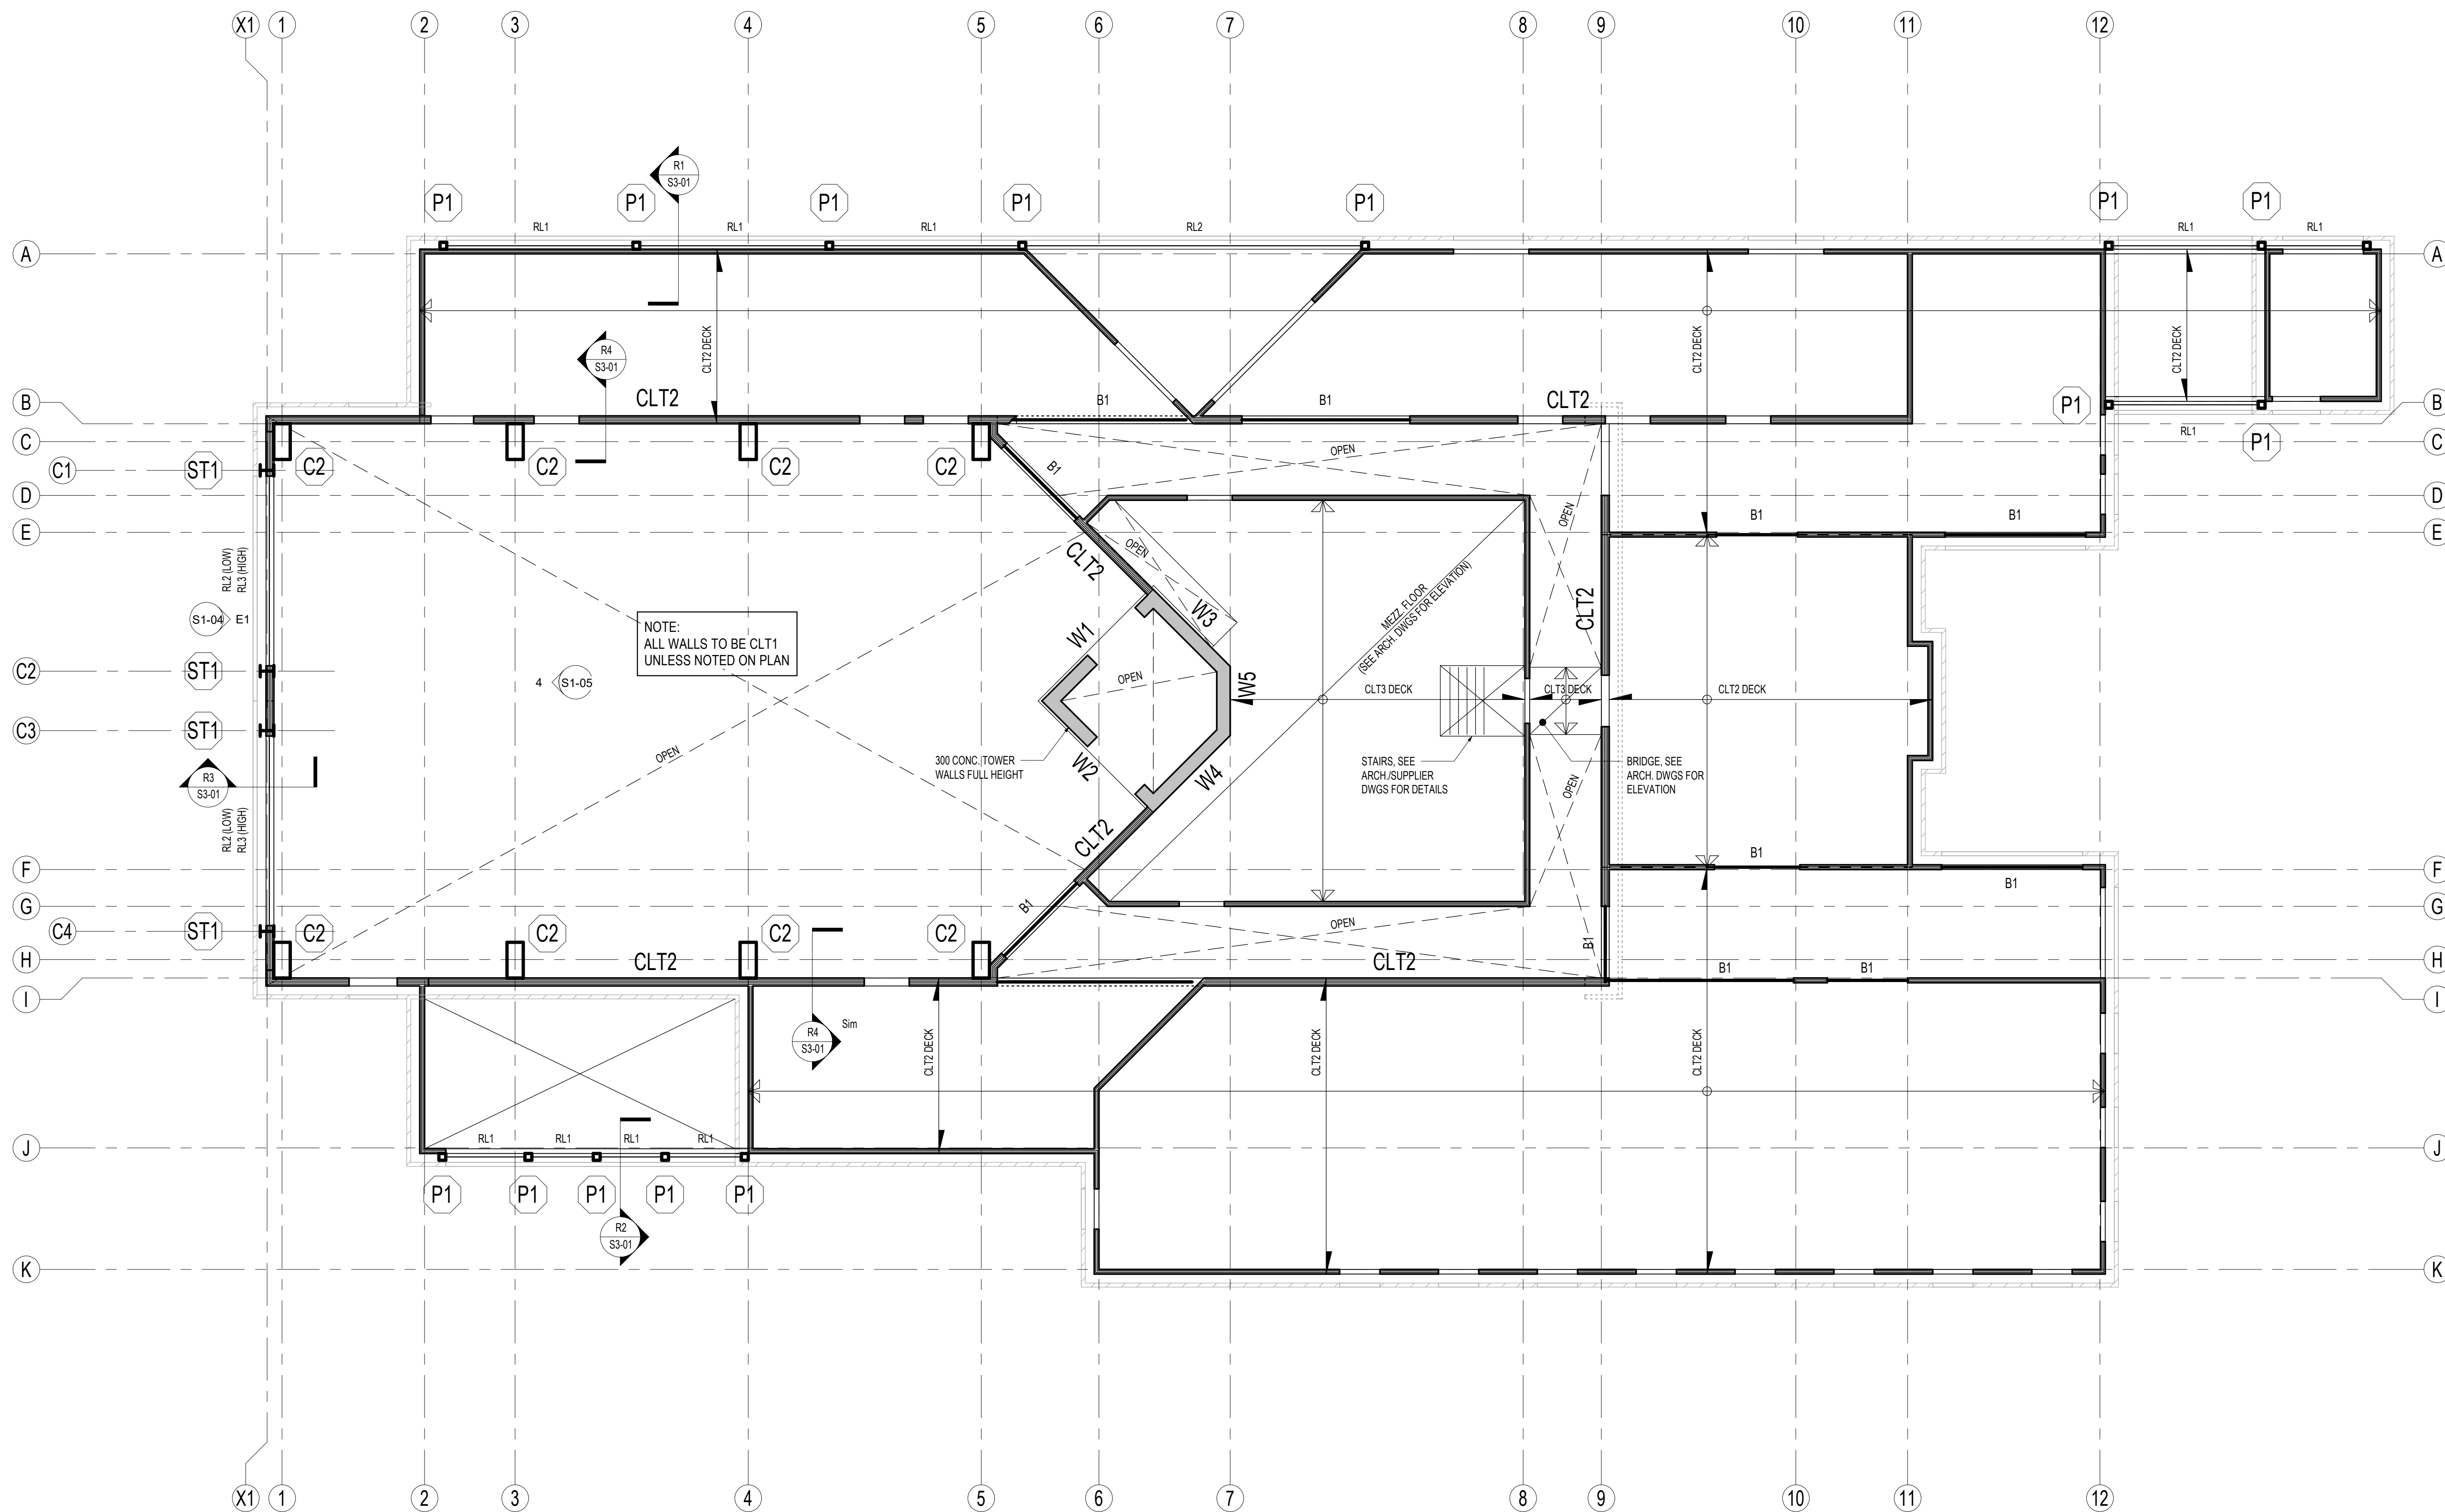 X1 1 2 3 4 5 6 7 8 9 10 11 12
R1
S3-01
P1 P1 P1 P1 P1 P1 P1
RL1 RL1 RL1 RL2 RL1 RL1
A A
R4
S3-01
CLT2 DECK
CLT2 DECK
CLT2 DECK
B CLT2 B1 B1 CLT2 P1 B
RL1
C C
C1 ST1 C2 C2 C2 C2 B1 OPEN P1
D D
OPEN
B1 B1
E E
OPEN
CLT2
RL2 (LOW)
RL3 (HIGH)
S1-04 E1
NOTE:
ALL WALLS TO BE CLT1
UNLESS NOTED ON PLAN
W1 W3
MEZZ. FLOOR
(SEE ARCH. DWGS FOR ELEVATION)
CLT2
C2 ST1
4 S1-05
OPEN
W5
CLT3 DECK
CLT3 DECK
CLT2 DECK
C3 ST1
OPEN
300 CONC. TOWER
WALLS FULL HEIGHT
W2 W4
STAIRS, SEE
ARCH./SUPPLIER
DWGS FOR DETAILS
BRIDGE, SEE
ARCH. DWGS FOR
ELEVATION
R3
S3-01
OPEN
RL2 (LOW)
RL3 (HIGH)
CLT2
B1
F F
B1
B1
G G
C4 ST1 C2 C2 C2 C2 OPEN
B1
H CLT2 CLT2 H
B1 B1
I I
R4
S3-01
Sim
CLT2 DECK
CLT2 DECK
CLT2 DECK
RL1 RL1 RL1 RL1
J J
P1 P1 P1 P1 P1
R2
S3-01
K K
X1 1 2 3 4 5 6 7 8 9 10 11 12